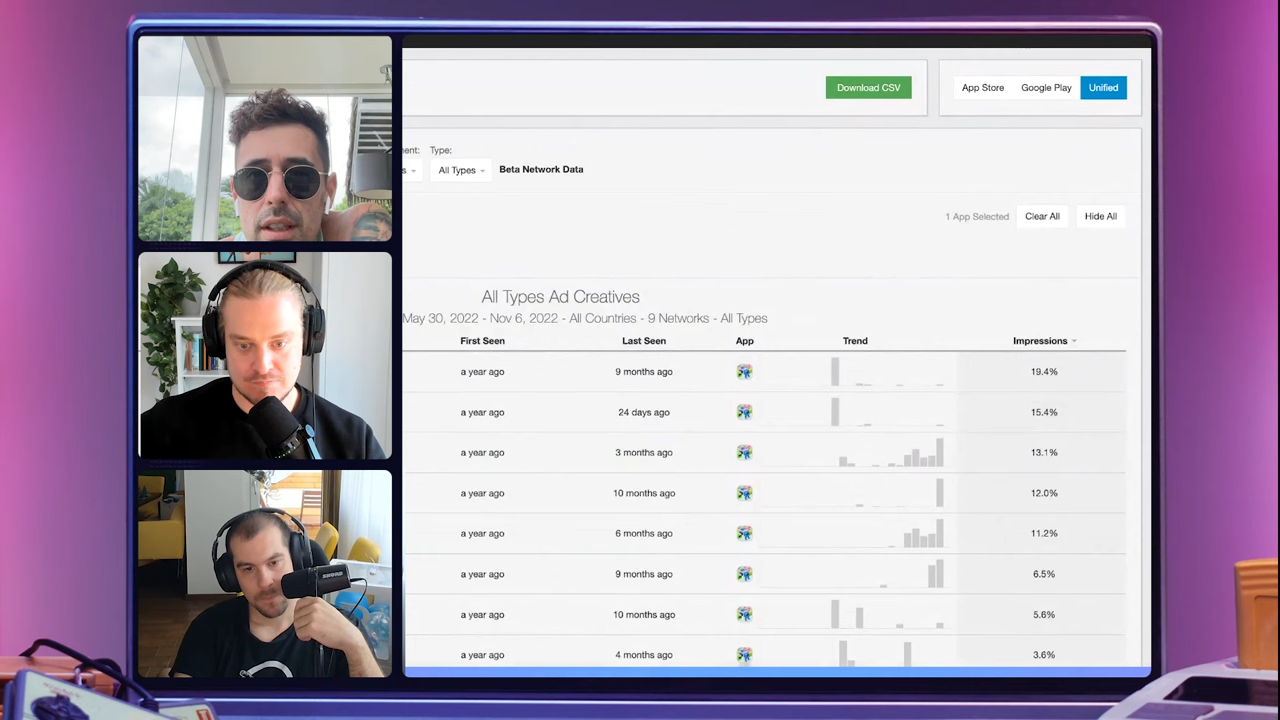 Download CSV
App Store Google Play Unified
ent: Type:
s All Types Beta Network Data
1 App Selected Clear All Hide All
All Types Ad Creatives
May 30, 2022 - Nov 6, 2022 - All Countries - 9 Networks - All Types
First Seen Last Seen App Trend Impressions
a year ago 9 months ago 19.4%
a year ago 24 days ago 15.4%
a year ago 3 months ago 13.1%
a year ago 10 months ago 12.0%
a year ago 6 months ago 11.2%
a year ago 9 months ago 6.5%
a year ago 10 months ago 5.6%
a year ago 4 months ago 3.6%
SHURE